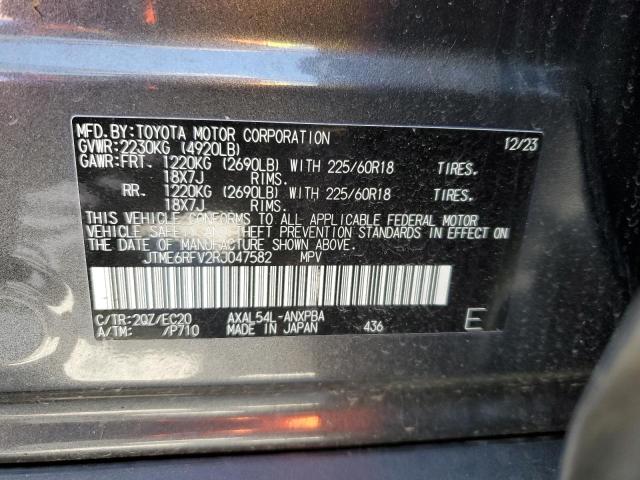 MFD.BY:TOYOTA MOTOR CORPORATION 12/23
GVWR:2230KG (4920LB)
GAWR:FRT. 1220KG (2690LB) WITH 225/60R18 TIRES.
18X7J RIMS.
RR. 1220KG (2690LB) WITH 225/60R18 TIRES.
18X7J RIMS.
THIS VEHICLE CONFORMS TO ALL APPLICABLE FEDERAL MOTOR
VEHICLE SAFETY AND THEFT PREVENTION STANDARDS IN EFFECT ON
THE DATE OF MANUFACTURE SHOWN ABOVE.
JTME6RFV2RJ047582 MPV
C/TR:2QZ/EC20 AXAL54L-ANXPBA
A/TM: /P710 MADE IN JAPAN 436 E